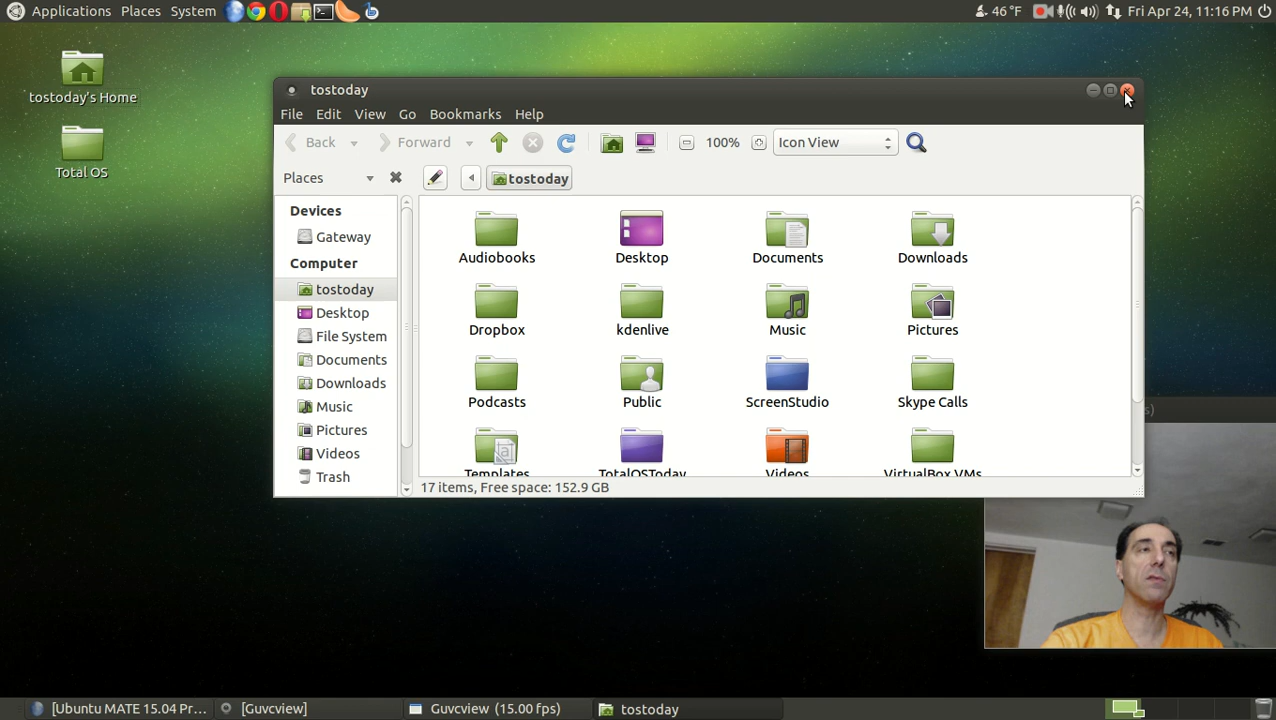 Applications Places System 46 °F Fri Apr 24, 11:16 PM
tostoday's Home
Total OS
tostoday
File Edit View Go Bookmarks Help
Back Forward 100% Icon View
Places tostoday
Devices
Gateway
Computer
tostoday
Desktop
File System
Documents
Downloads
Music
Pictures
Videos
Trash
Audiobooks Desktop Documents Downloads
Dropbox kdenlive Music Pictures
Podcasts Public ScreenStudio Skype Calls
Templates TotalOSToday Videos VirtualBox VMs
17 items, Free space: 152.9 GB
s)
[Ubuntu MATE 15.04 Pr... [Guvcview] Guvcview (15.00 fps) tostoday